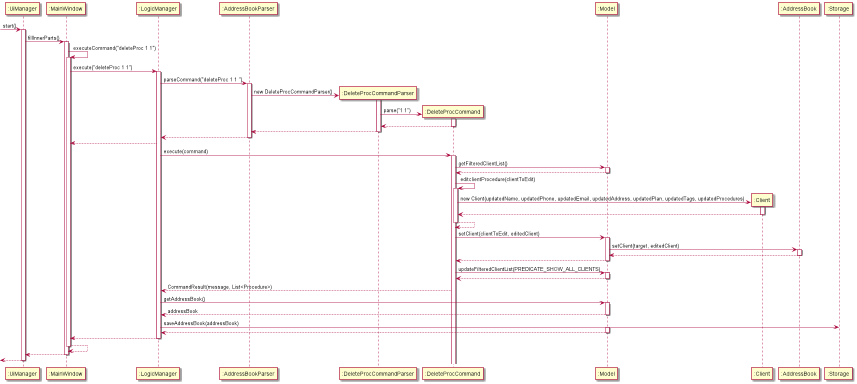 :UiManager
:MainWindow
:LogicManager
:AddressBookParser
:Model
:AddressBook
:Storage
start()
fillInnerParts()
executeCommand("deleteProc 1 1")
execute("deleteProc 1 1")
parseCommand("deleteProc 1 1 ")
new DeleteProcCommandParser()
:DeleteProcCommandParser
parse("1 1")
:DeleteProcCommand
execute(command)
getFilteredClientList()
editclientProcedure(clientToEdit)
new Client(updatedName, updatedPhone, updatedEmail, updatedAddress, updatedPlan, updatedTags, updatedProcedures)
:Client
setClient(clientToEdit, editedClient)
setClient(target, editedClient)
updateFilteredClientList(PREDICATE_SHOW_ALL_CLIENTS)
CommandResult(message, List<Procedure>)
getAddressBook()
addressBook
saveAddressBook(addressBook)
:UiManager
:MainWindow
:LogicManager
:AddressBookParser
:DeleteProcCommandParser
:DeleteProcCommand
:Model
:Client
:AddressBook
:Storage